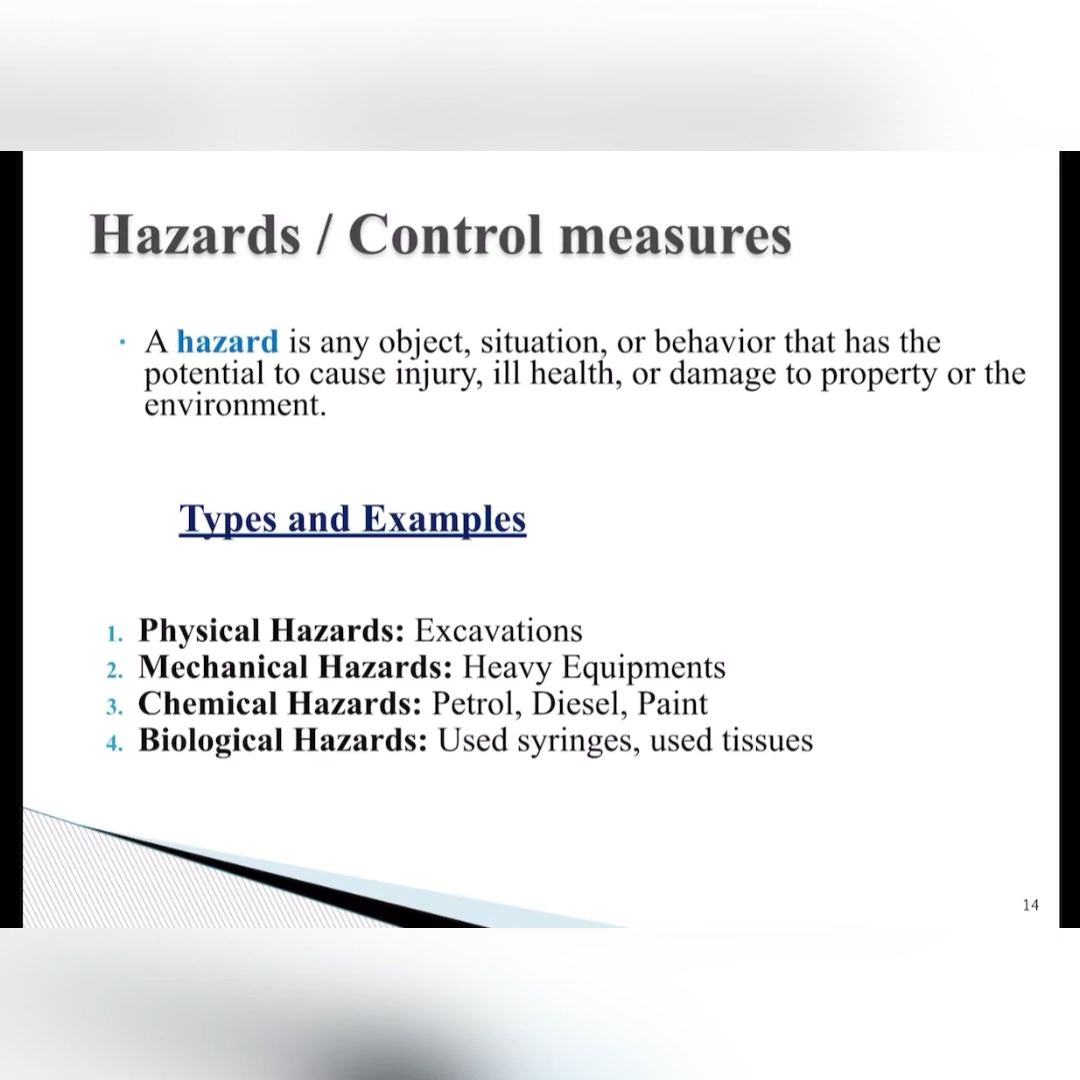 Hazards / Control measures
• A hazard is any object, situation, or behavior that has the
potential to cause injury, ill health, or damage to property or the
environment.
Types and Examples
1. Physical Hazards: Excavations
2. Mechanical Hazards: Heavy Equipments
3. Chemical Hazards: Petrol, Diesel, Paint
4. Biological Hazards: Used syringes, used tissues
14